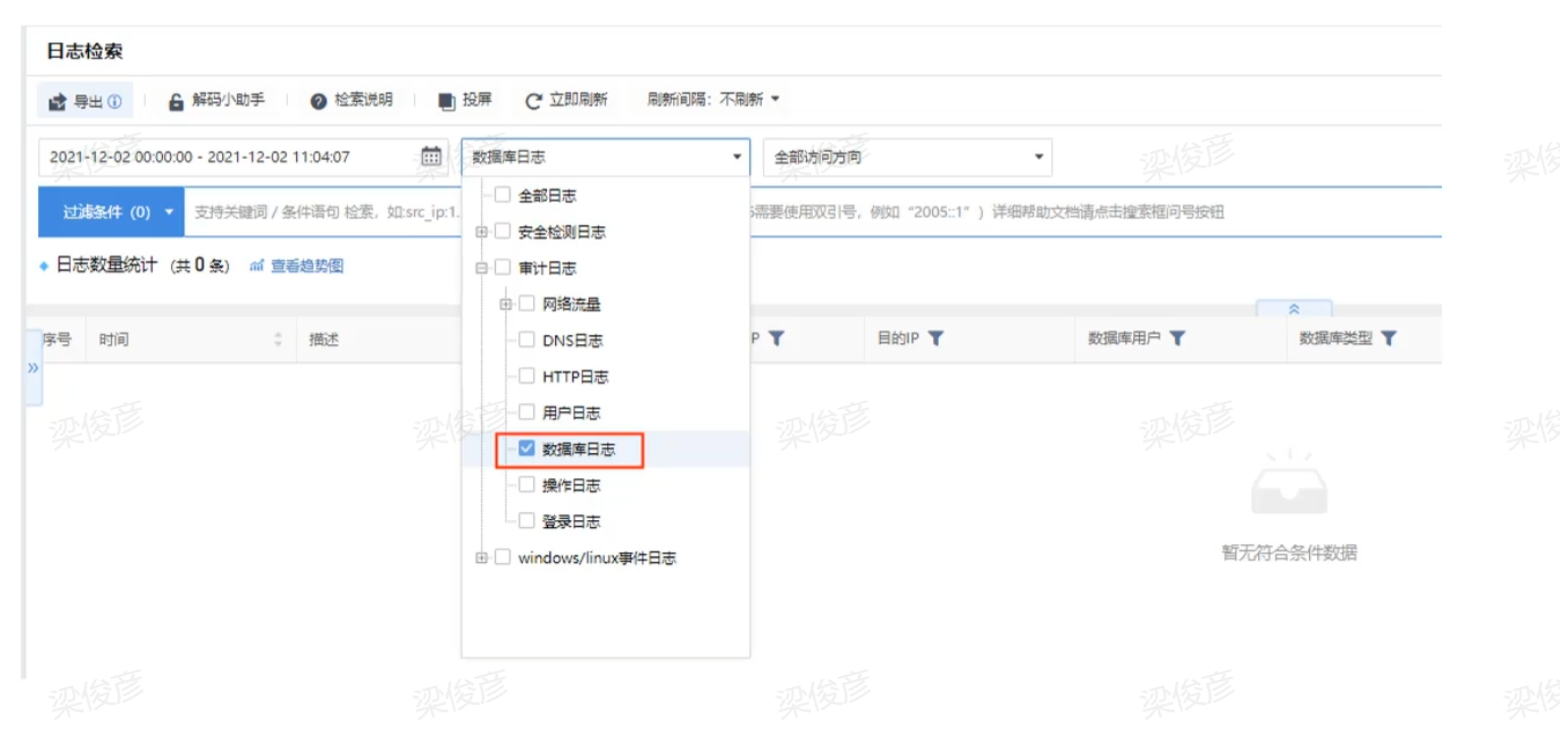 日志检索
导出 解码小助手 检索说明 投屏 立即刷新 刷新间隔：不刷新
2021-12-02 00:00:00 - 2021-12-02 11:04:07 数据库日志 全部访问方向
过滤条件 (0) 支持关键词 / 条件语句 检索，如:src_ip:1. 需要使用双引号，例如 “2005::1” ）详细帮助文档请点击搜索框问号按钮
日志数量统计 (共 0 条) 查看趋势图
序号 时间 描述 P 目的IP 数据库用户 数据库类型
全部日志
安全检测日志
审计日志
网络流量
DNS日志
HTTP日志
用户日志
数据库日志
操作日志
登录日志
windows/linux事件日志
暂无符合条件数据
梁俊彦 梁俊彦 梁俊彦 梁俊彦 梁俊
梁俊彦 梁俊彦 梁俊彦 梁俊彦 梁俊
梁俊彦 梁俊彦 梁俊彦 梁俊彦 梁俊